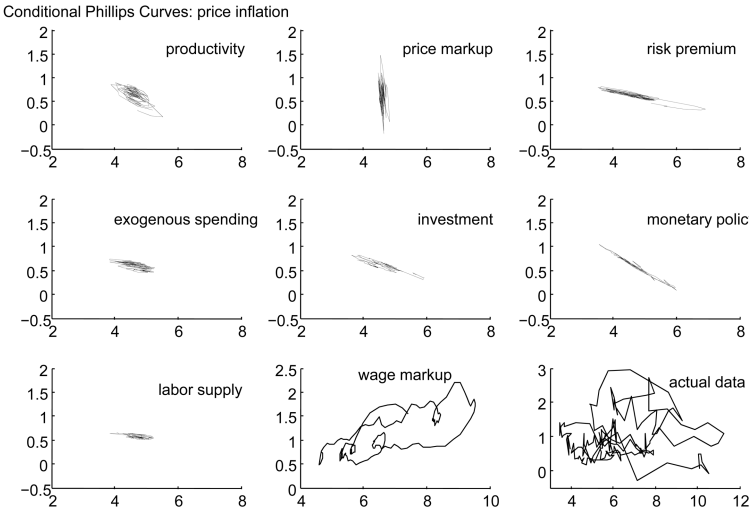 Conditional Phillips Curves: price inflation
productivity
price markup
risk premium
2
1.5
1
0.5
0
−0.5
2 4 6 8
2
1.5
1
0.5
0
−0.5
2 4 6 8
2
1.5
1
0.5
0
−0.5
2 4 6 8
exogenous spending
investment
monetary polic
2
1.5
1
0.5
0
−0.5
2 4 6 8
2
1.5
1
0.5
0
−0.5
2 4 6 8
2
1.5
1
0.5
0
−0.5
2 4 6 8
labor supply
wage markup
actual data
2
1.5
1
0.5
0
−0.5
2 4 6 8
2.5
2
1.5
1
0.5
0
4 6 8 10
3
2
1
0
4 6 8 10 12